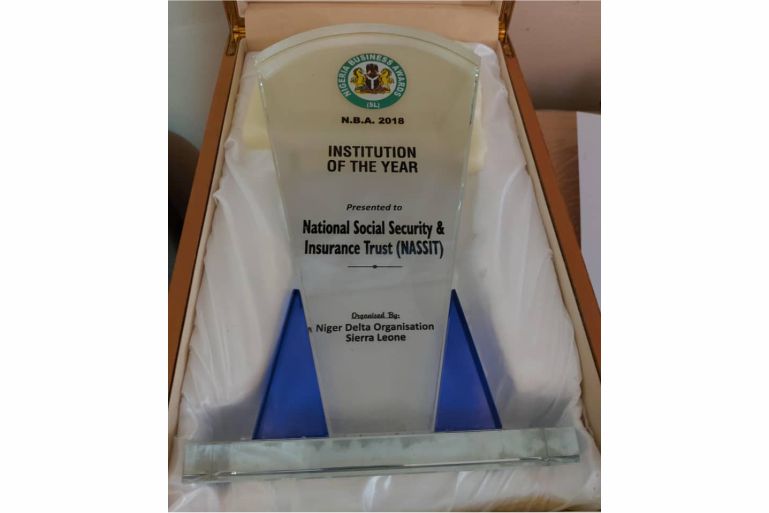 NIGERIA BUSINESS AWARDS
(SL)
N.B.A. 2018
INSTITUTION
OF THE YEAR
Presented to
National Social Security &
Insurance Trust (NASSIT)
Organised By:
Niger Delta Organisation
Sierra Leone